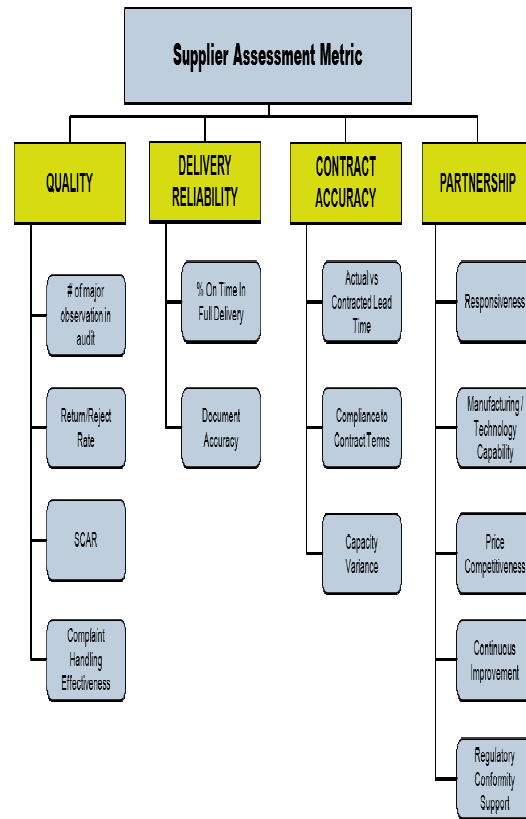 Supplier Assessment Metric
QUALITY
# of major
observation in
audit
Return/Reject
Rate
SCAR
Complaint
Handling
Effectiveness
DELIVERY
RELIABILITY
% On Time In
Full Delivery
Document
Accuracy
CONTRACT
ACCURACY
Actual vs
Contracted Lead
Time
Compliance to
Contract Terms
Capacity
Variance
PARTNERSHIP
Responsiveness
Manufacturing /
Technology
Capability
Price
Competitiveness
Continuous
Improvement
Regulatory
Conformity
Support